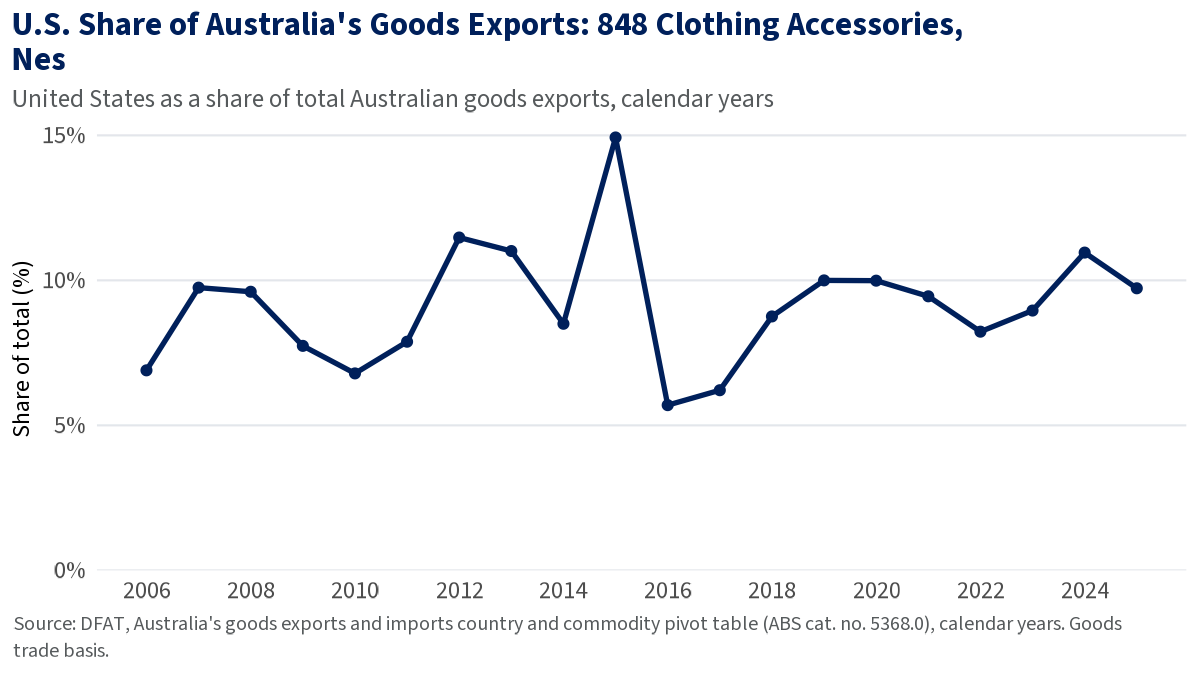 U.S. Share of Australia's Goods Exports: 848 Clothing Accessories,
Nes
United States as a share of total Australian goods exports, calendar years
Share of total (%)
15%
10%
5%
0%
2006 2008 2010 2012 2014 2016 2018 2020 2022 2024
Source: DFAT, Australia's goods exports and imports country and commodity pivot table (ABS cat. no. 5368.0), calendar years. Goods
trade basis.